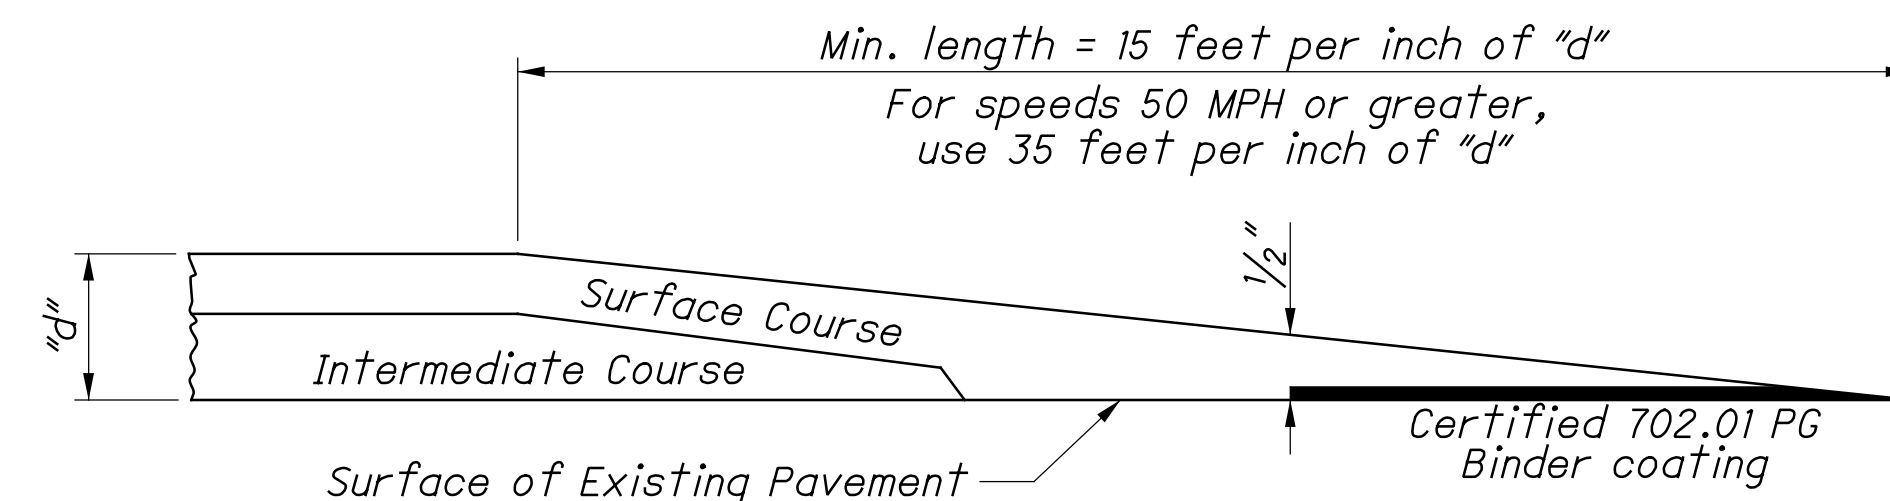 Min. length = 15 feet per inch of "d"
For speeds 50 MPH or greater,
use 35 feet per inch of "d"
1/2"
"d"
Surface Course
Intermediate Course
Certified 702.01 PG
Binder coating
Surface of Existing Pavement